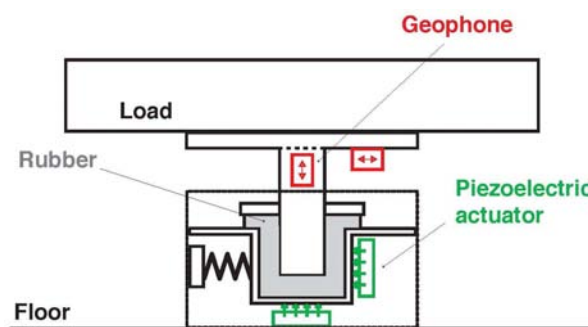 Geophone
Load
Rubber
Piezoelectric
actuator
Floor